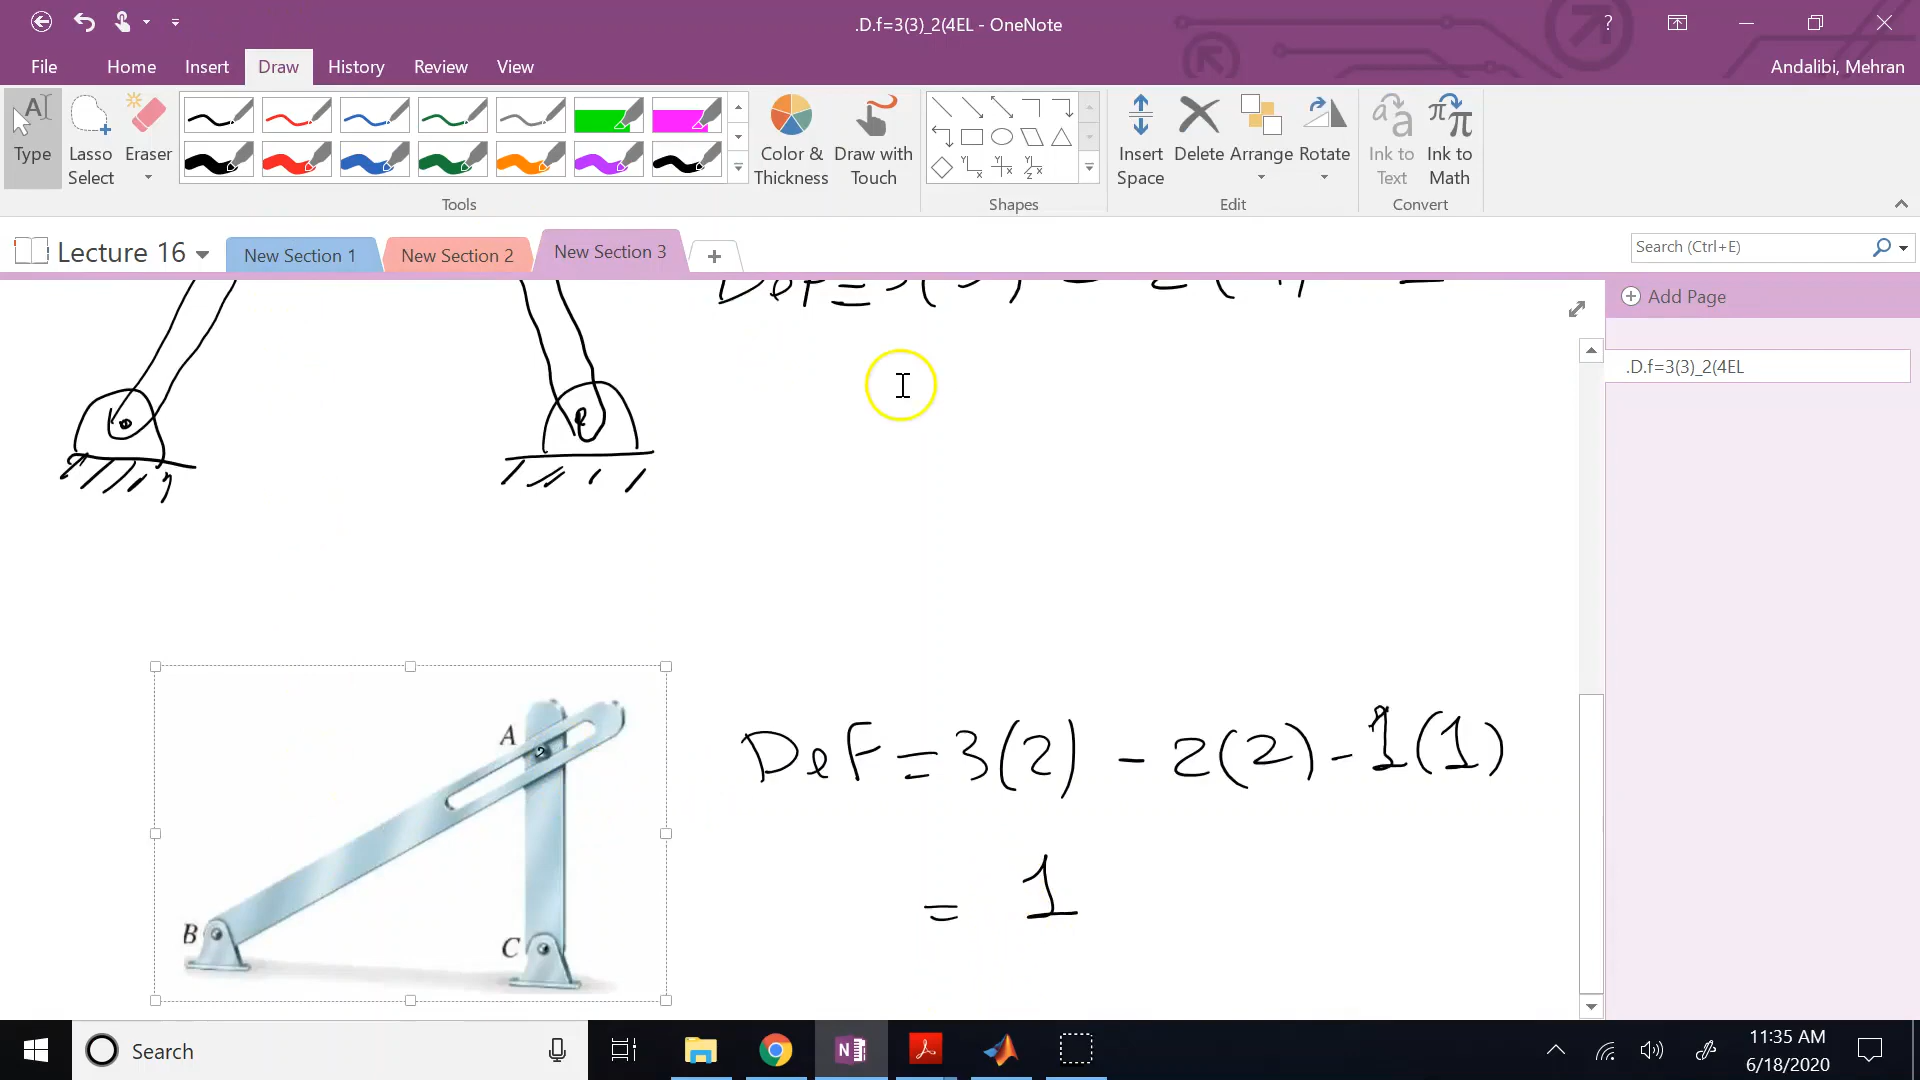 .D.f=3(3)_2(4EL - OneNote
?
File Home Insert Draw History Review View
Andalibi, Mehran
Type
Lasso Select
Eraser
Color & Thickness
Draw with Touch
Insert Space
Delete
Arrange
Rotate
Ink to Text
Ink to Math
Tools
Shapes
Edit
Convert
Lecture 16
New Section 1
New Section 2
New Section 3
Search (Ctrl+E)
Add Page
.D.f=3(3)_2(4EL
A
DeF = 3(2) - 2(2) - 1(1)
= 1
B
C
Search
11:35 AM
6/18/2020